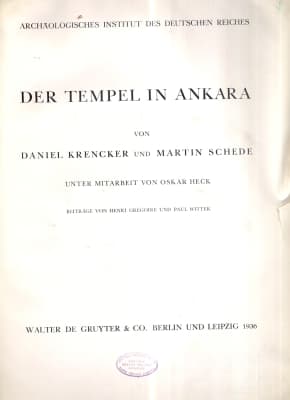 ARCHÄOLOGISCHES INSTITUT DES DEUTSCHEN REICHES
DER TEMPEL IN ANKARA
VON
DANIEL KRENCKER UND MARTIN SCHEDE
UNTER MITARBEIT VON OSKAR HECK
BEITRÄGE VON HENRI GREGOIRE UND PAUL WITTEK
WALTER DE GRUYTER & CO. BERLIN UND LEIPZIG 1936